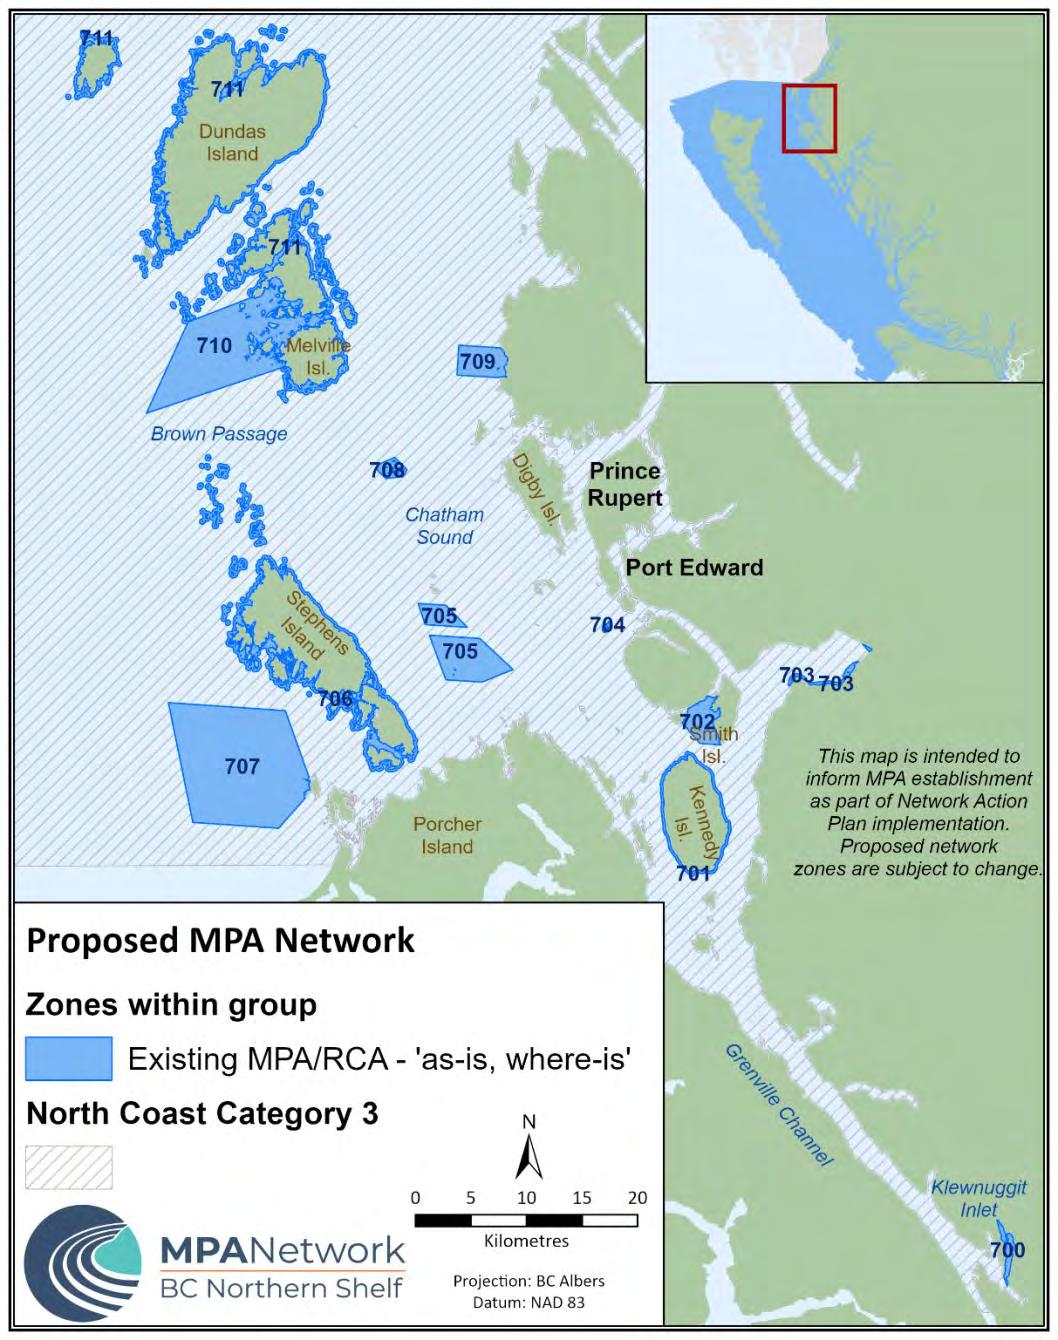 711
711
Dundas
Island
711
710
Melville
Isl.
709
Brown Passage
708
Digby Isl.
Prince
Rupert
Chatham
Sound
Port Edward
Stephens
Island
705
704
705
703
703
706
702
Smith
Isl.
707
Kennedy
Isl.
701
Porcher
Island
This map is intended to
inform MPA establishment
as part of Network Action
Plan implementation.
Proposed network
zones are subject to change.
Proposed MPA Network
Zones within group
Existing MPA/RCA - 'as-is, where-is'
North Coast Category 3
N
0 5 10 15 20
Kilometres
Projection: BC Albers
Datum: NAD 83
MPANetwork
BC Northern Shelf
Grenville Channel
Klewnuggit
Inlet
700